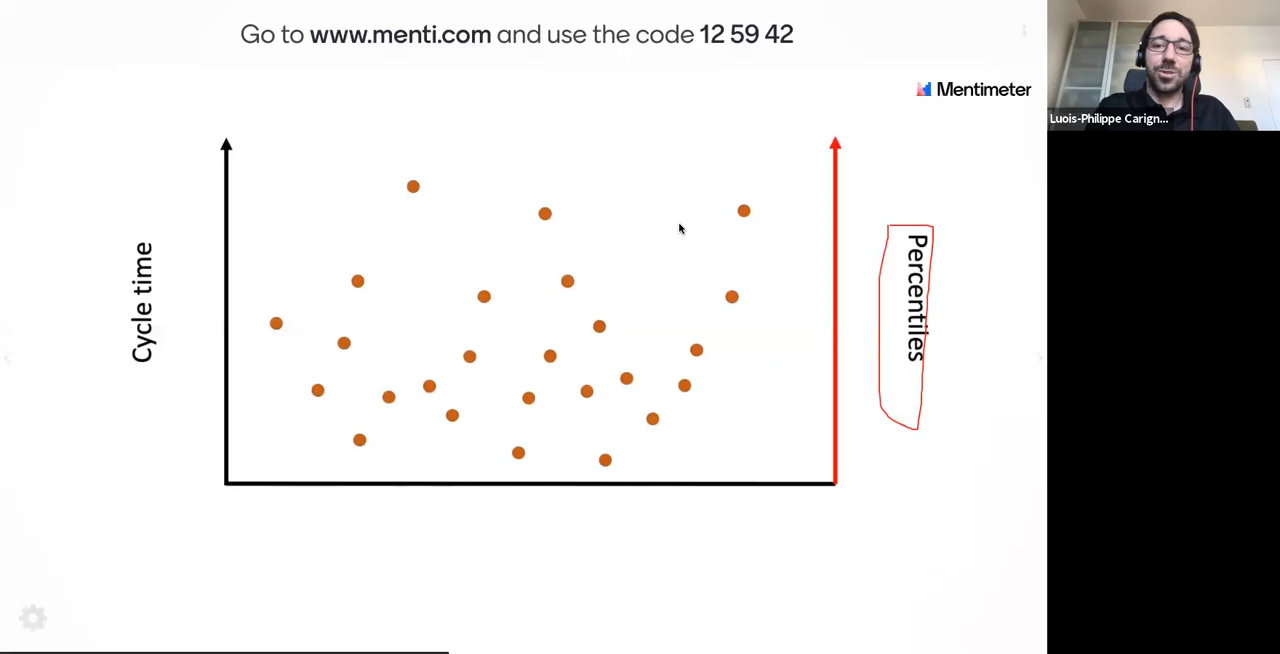 Go to www.menti.com and use the code 12 59 42
Mentimeter
Luois-Philippe Carign...
Cycle time
Percentiles